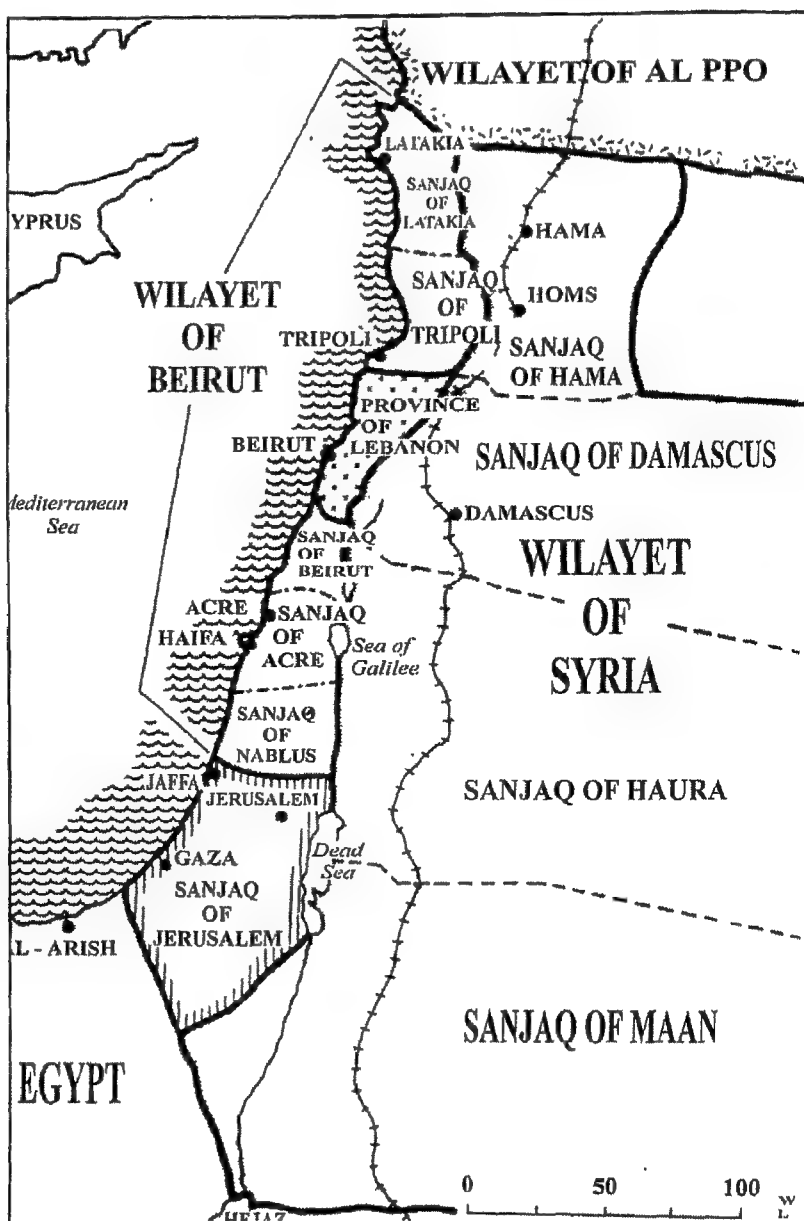 WILAYET OF AL PPO
LATAKIA
SANJAQ
OF
LATAKIA
YPRUS
HAMA
WILAYET
OF
BEIRUT
SANJAQ
OF
TRIPOLI
HOMS
TRIPOLI
SANJAQ
OF HAMA
PROVINCE
OF
LEBANON
BEIRUT
SANJAQ OF DAMASCUS
Mediterranean
Sea
DAMASCUS
SANJAQ
OF
BEIRUT
WILAYET
OF
SYRIA
ACRE
HAIFA
SANJAQ
OF
ACRE
Sea of
Galilee
SANJAQ
OF
NABLUS
JAFFA
JERUSALEM
SANJAQ OF HAURA
GAZA
Dead
Sea
SANJAQ
OF
JERUSALEM
L - ARISH
SANJAQ OF MAAN
EGYPT
0 50 100
HEJAZ